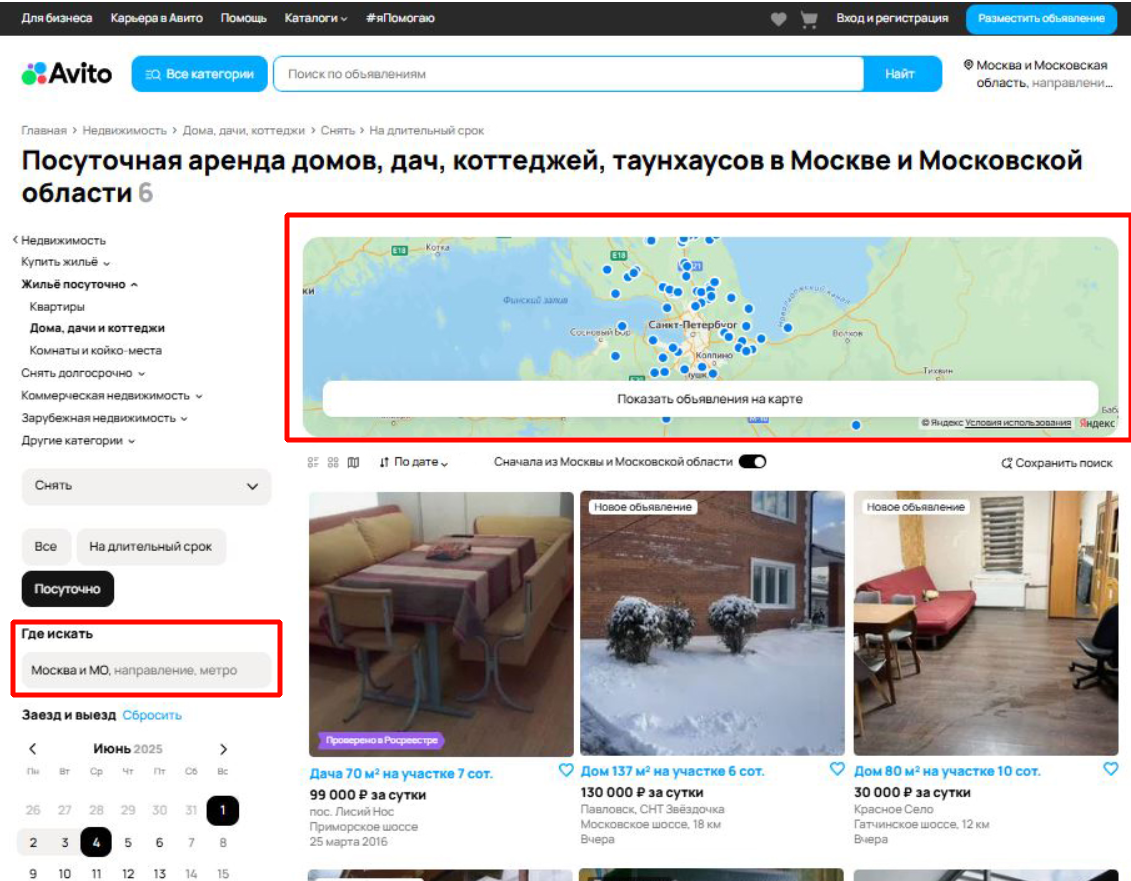 Для бизнеса Карьера в Авито Помощь Каталоги #яПомогаю Вход и регистрация Разместить объявление
Avito Все категории Поиск по объявлениям Найт Москва и Московская
область, направлени...
Главная > Недвижимость > Дома, дачи, коттеджи > Снять > На длительный срок
Посуточная аренда домов, дач, коттеджей, таунхаусов в Москве и Московской
области 6
Недвижимость
Купить жильё
Жильё посуточно
Квартиры
Дома, дачи и коттеджи
Комнаты и койко-места
Снять долгосрочно
Коммерческая недвижимость
Зарубежная недвижимость
Другие категории
Снять
Все На длительный срок
Посуточно
Где искать
Москва и МО, направление, метро
Заезд и выезд Сбросить
Июнь 2025
Пн Вт Ср Чт Пт Сб Вс
26 27 28 29 30 31 1
2 3 4 5 6 7 8
9 10 11 12 13 14 15
Котка
E18
E18
ки
Финский залив
Сосновый Бор
Санкт-Петербург
Новоладожский канал
Волхов
Колпино
Тихвин
Показать объявления на карте
Баб
© Яндекс Условия использования Яндекс
По дате Сначала из Москвы и Московской области Сохранить поиск
Проверено в Росреестре
Дача 70 м² на участке 7 сот.
99 000 ₽ за сутки
пос. Лисий Нос
Приморское шоссе
25 марта 2016
Новое объявление
Дом 137 м² на участке 6 сот.
130 000 ₽ за сутки
Павловск, СНТ Звёздочка
Московское шоссе, 18 км
Вчера
Новое объявление
Дом 80 м² на участке 10 сот.
30 000 ₽ за сутки
Красное Село
Гатчинское шоссе, 12 км
Вчера